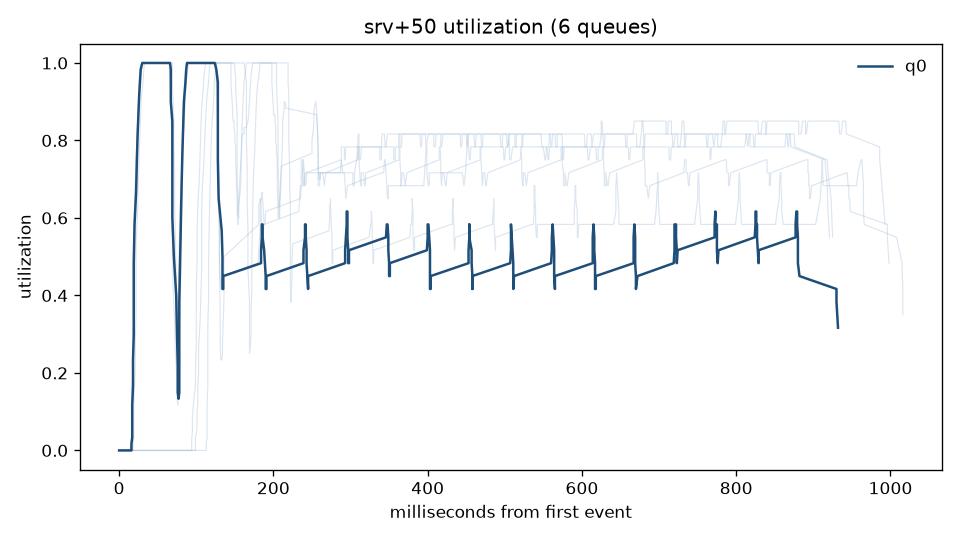 srv+50 utilization (6 queues)
q0
utilization
1.0
0.8
0.6
0.4
0.2
0.0
0 200 400 600 800 1000
milliseconds from first event